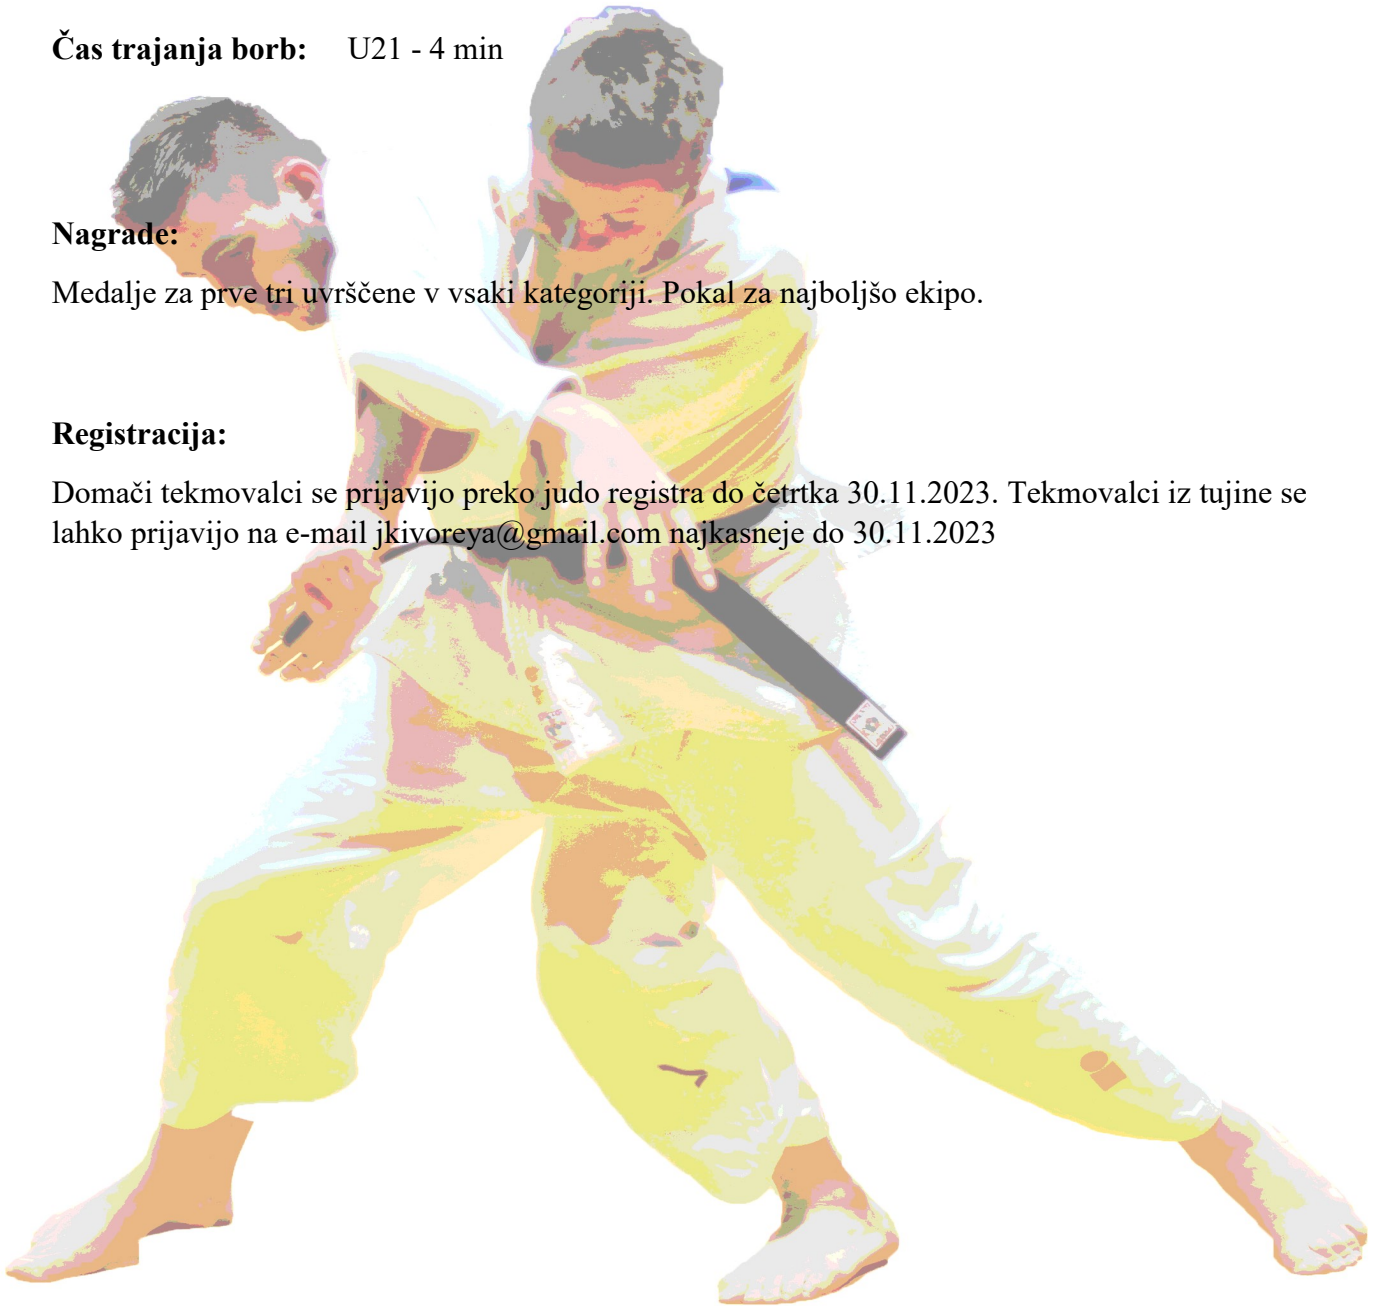 Čas trajanja borb: U21 - 4 min
Nagrade:
Medalje za prve tri uvrščene v vsaki kategoriji. Pokal za najboljšo ekipo.
Registracija:
Domači tekmovalci se prijavijo preko judo registra do četrtka 30.11.2023. Tekmovalci iz tujine se
lahko prijavijo na e-mail jkivoreya@gmail.com najkasneje do 30.11.2023